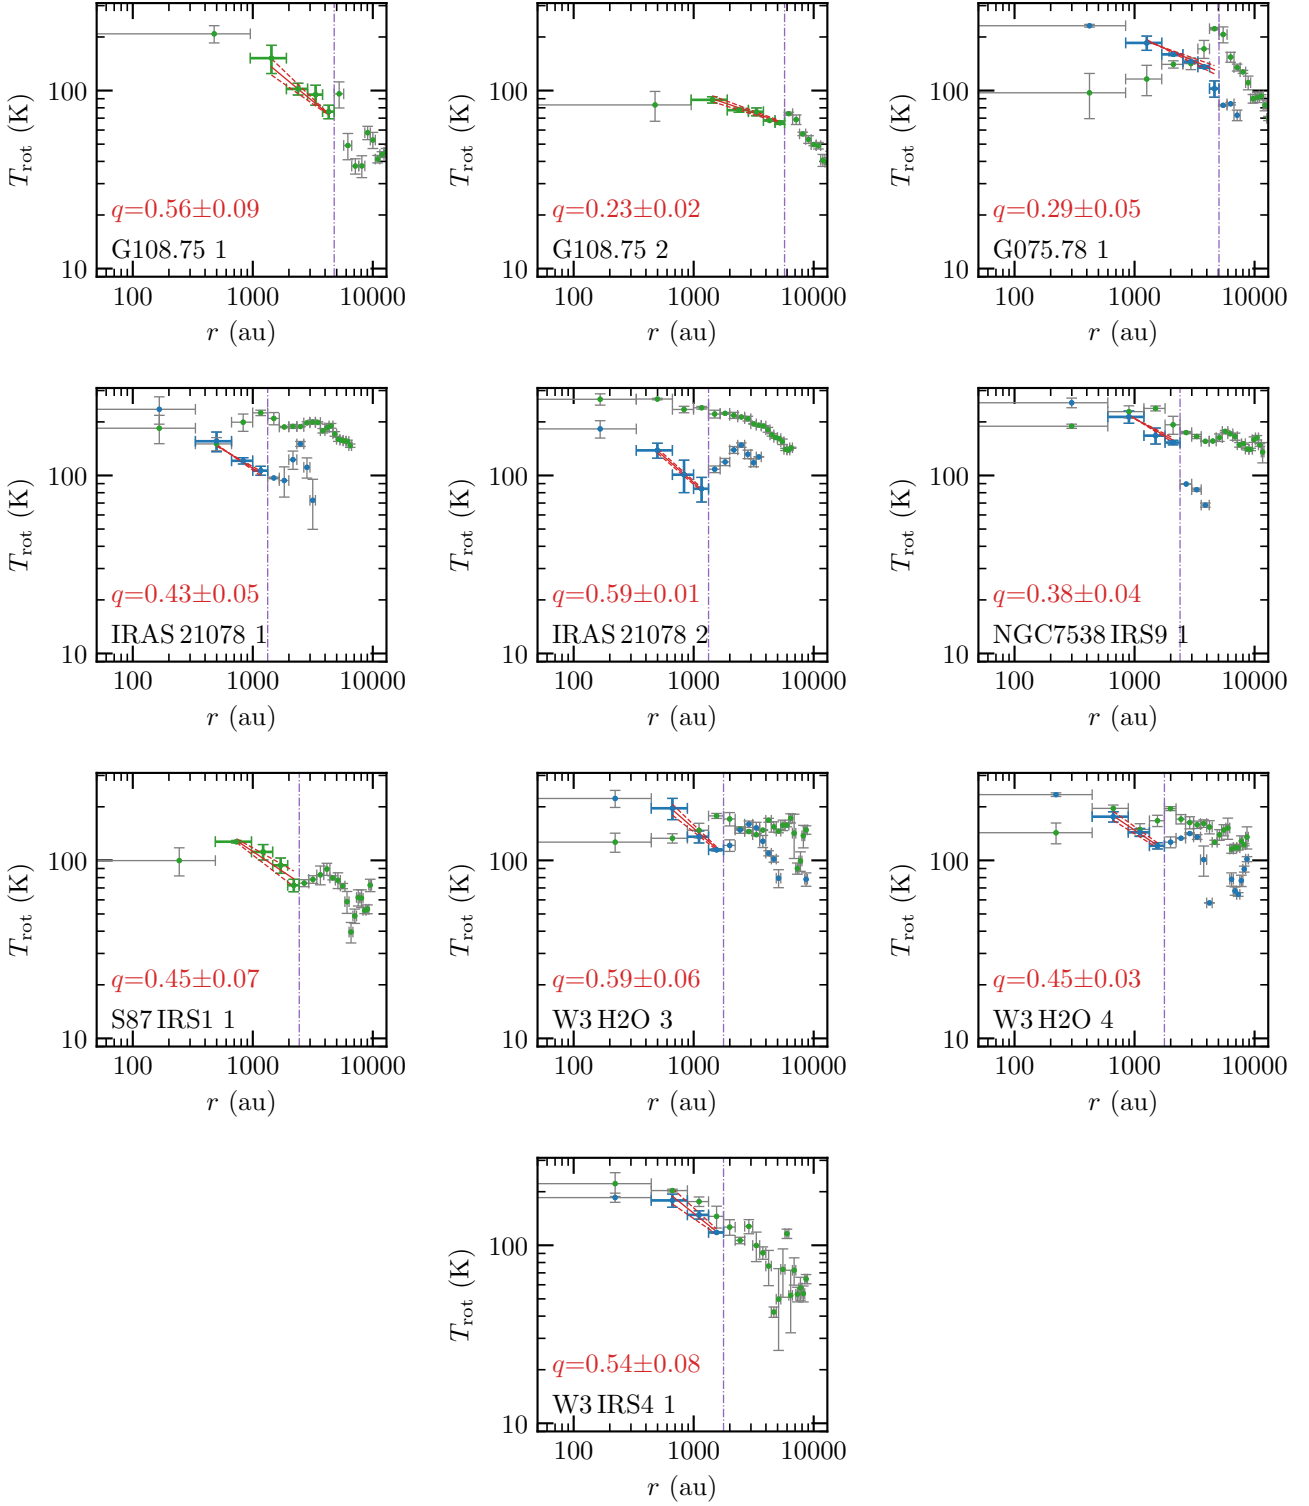 100
10
T_rot (K)
q=0.56±0.09
G108.75 1
100 1000 10000
r (au)
100
10
T_rot (K)
q=0.23±0.02
G108.75 2
100 1000 10000
r (au)
100
10
T_rot (K)
q=0.29±0.05
G075.78 1
100 1000 10000
r (au)
100
10
T_rot (K)
q=0.43±0.05
IRAS 21078 1
100 1000 10000
r (au)
100
10
T_rot (K)
q=0.59±0.01
IRAS 21078 2
100 1000 10000
r (au)
100
10
T_rot (K)
q=0.38±0.04
NGC7538 IRS9 1
100 1000 10000
r (au)
100
10
T_rot (K)
q=0.45±0.07
S87 IRS1 1
100 1000 10000
r (au)
100
10
T_rot (K)
q=0.59±0.06
W3 H2O 3
100 1000 10000
r (au)
100
10
T_rot (K)
q=0.45±0.03
W3 H2O 4
100 1000 10000
r (au)
100
10
T_rot (K)
q=0.54±0.08
W3 IRS4 1
100 1000 10000
r (au)